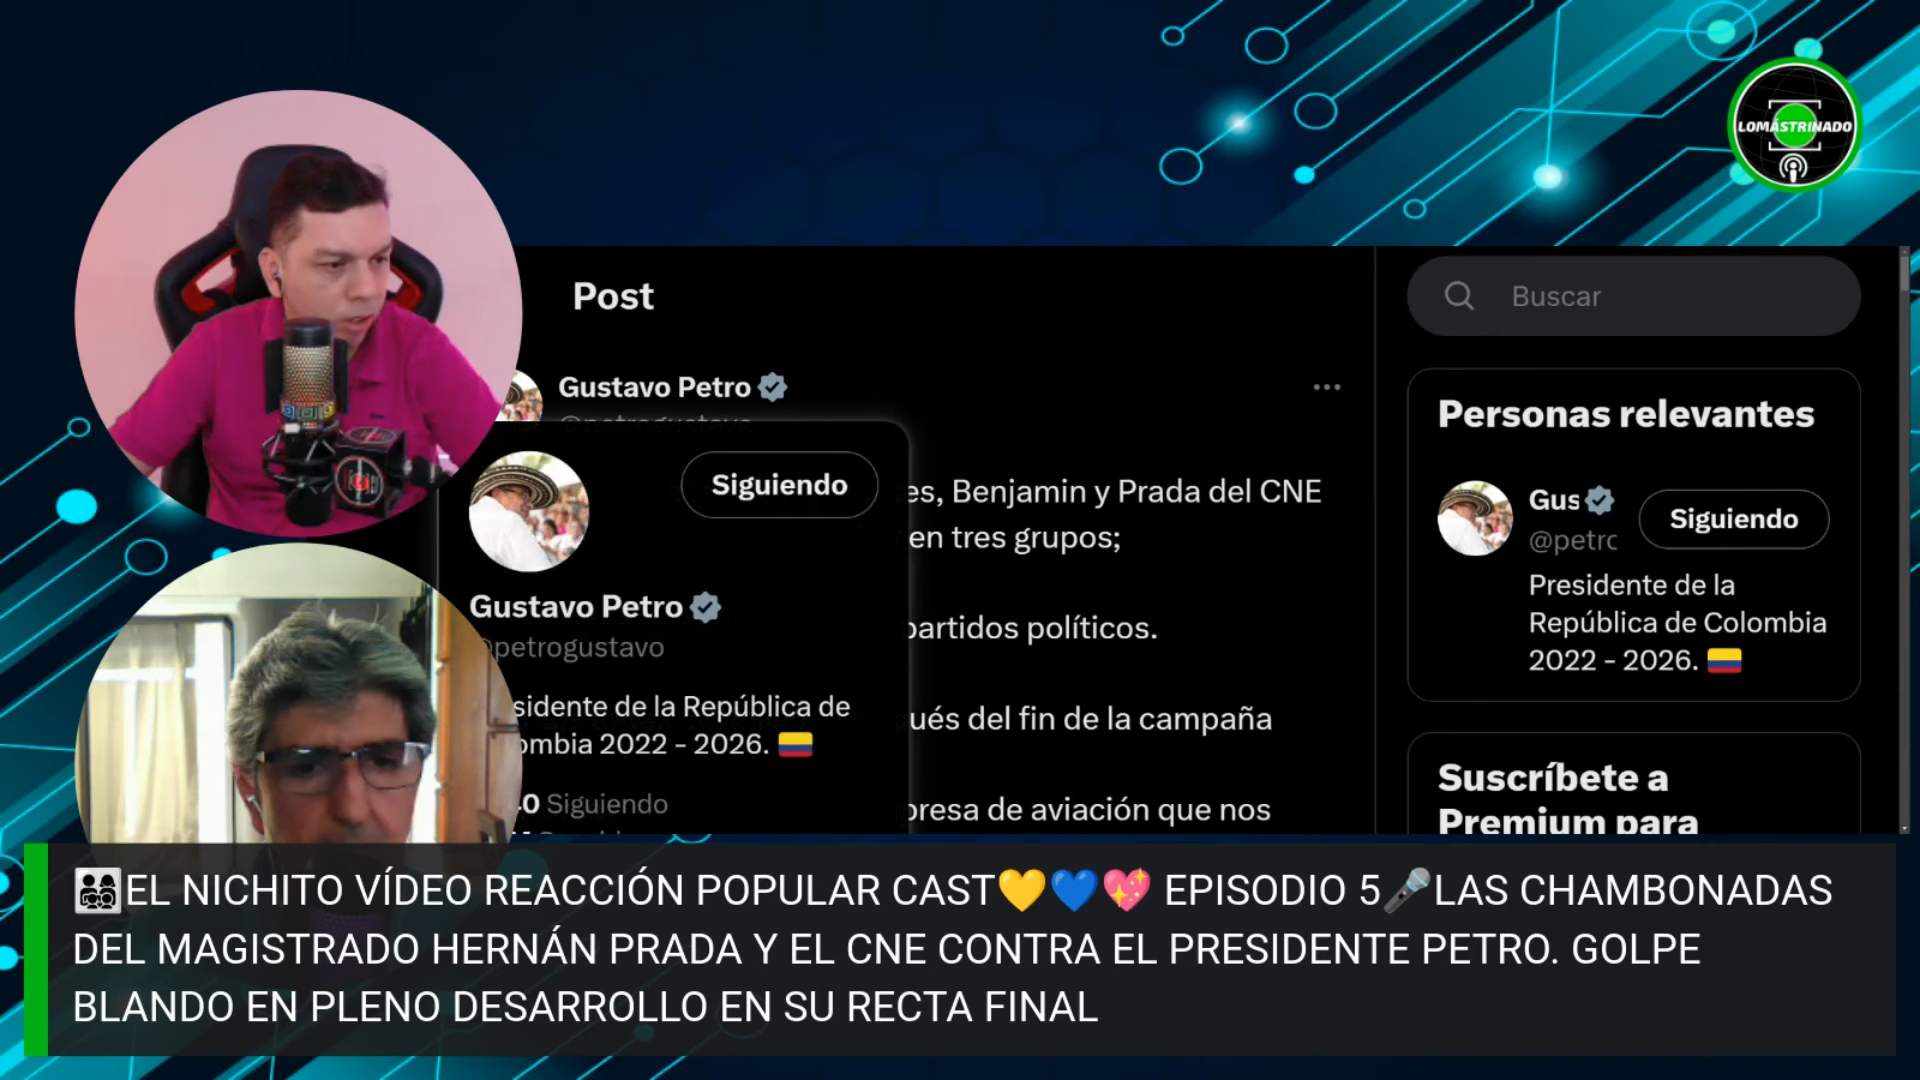 LOMÁSTRINADO
Post
Buscar
Gustavo Petro
@petrogustavo
Siguiendo
es, Benjamin y Prada del CNE
en tres grupos;
Gustavo Petro
petrogustavo
partidos políticos.
sidente de la República de
ombia 2022 - 2026. 🇨🇴
ués del fin de la campaña
Siguiendo
presa de aviación que nos
Personas relevantes
Gus
@petro
Siguiendo
Presidente de la
República de Colombia
2022 - 2026. 🇨🇴
Suscríbete a
Premium para
👨‍👩‍👧‍👦EL NICHITO VÍDEO REACCIÓN POPULAR CAST💛💙💖 EPISODIO 5🎤LAS CHAMBONADAS
DEL MAGISTRADO HERNÁN PRADA Y EL CNE CONTRA EL PRESIDENTE PETRO. GOLPE
BLANDO EN PLENO DESARROLLO EN SU RECTA FINAL